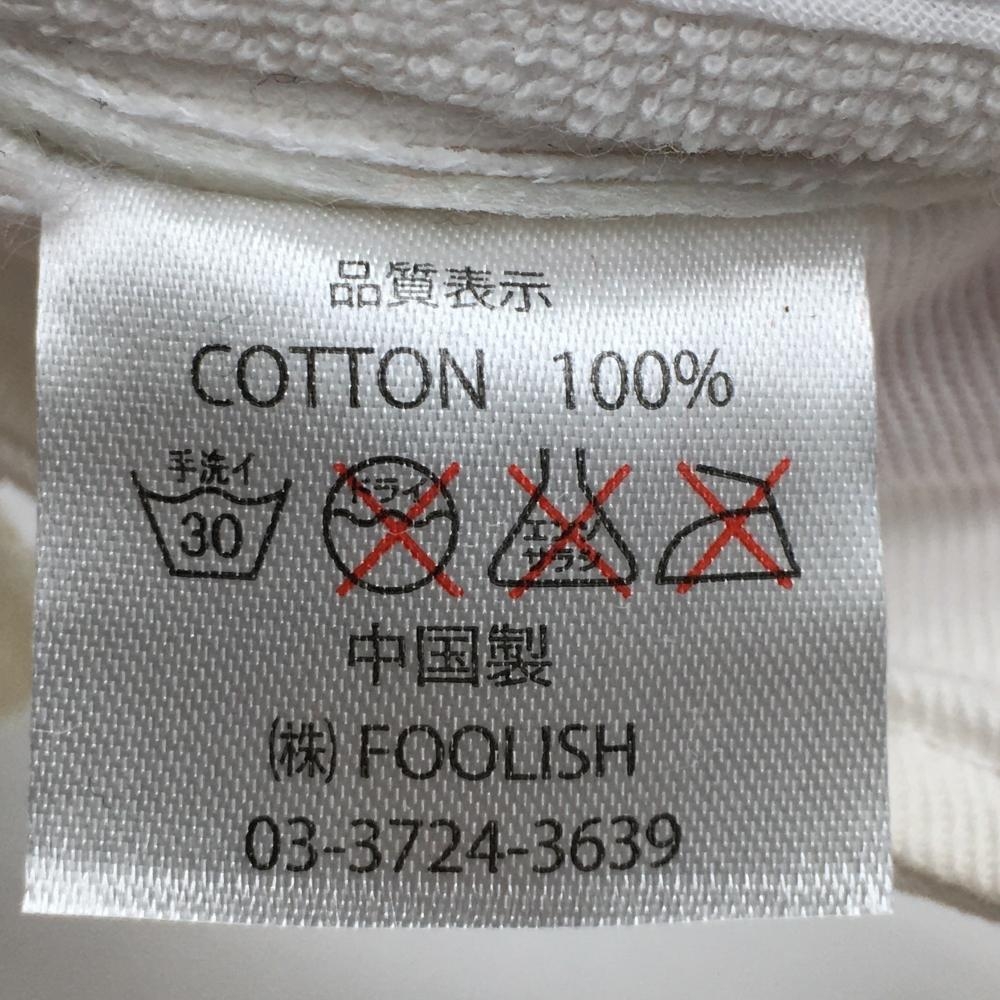 品質表示
COTTON 100%
手洗イ ドライ エンソ
30 サラシ
中国製
㈱ FOOLISH
03-3724-3639